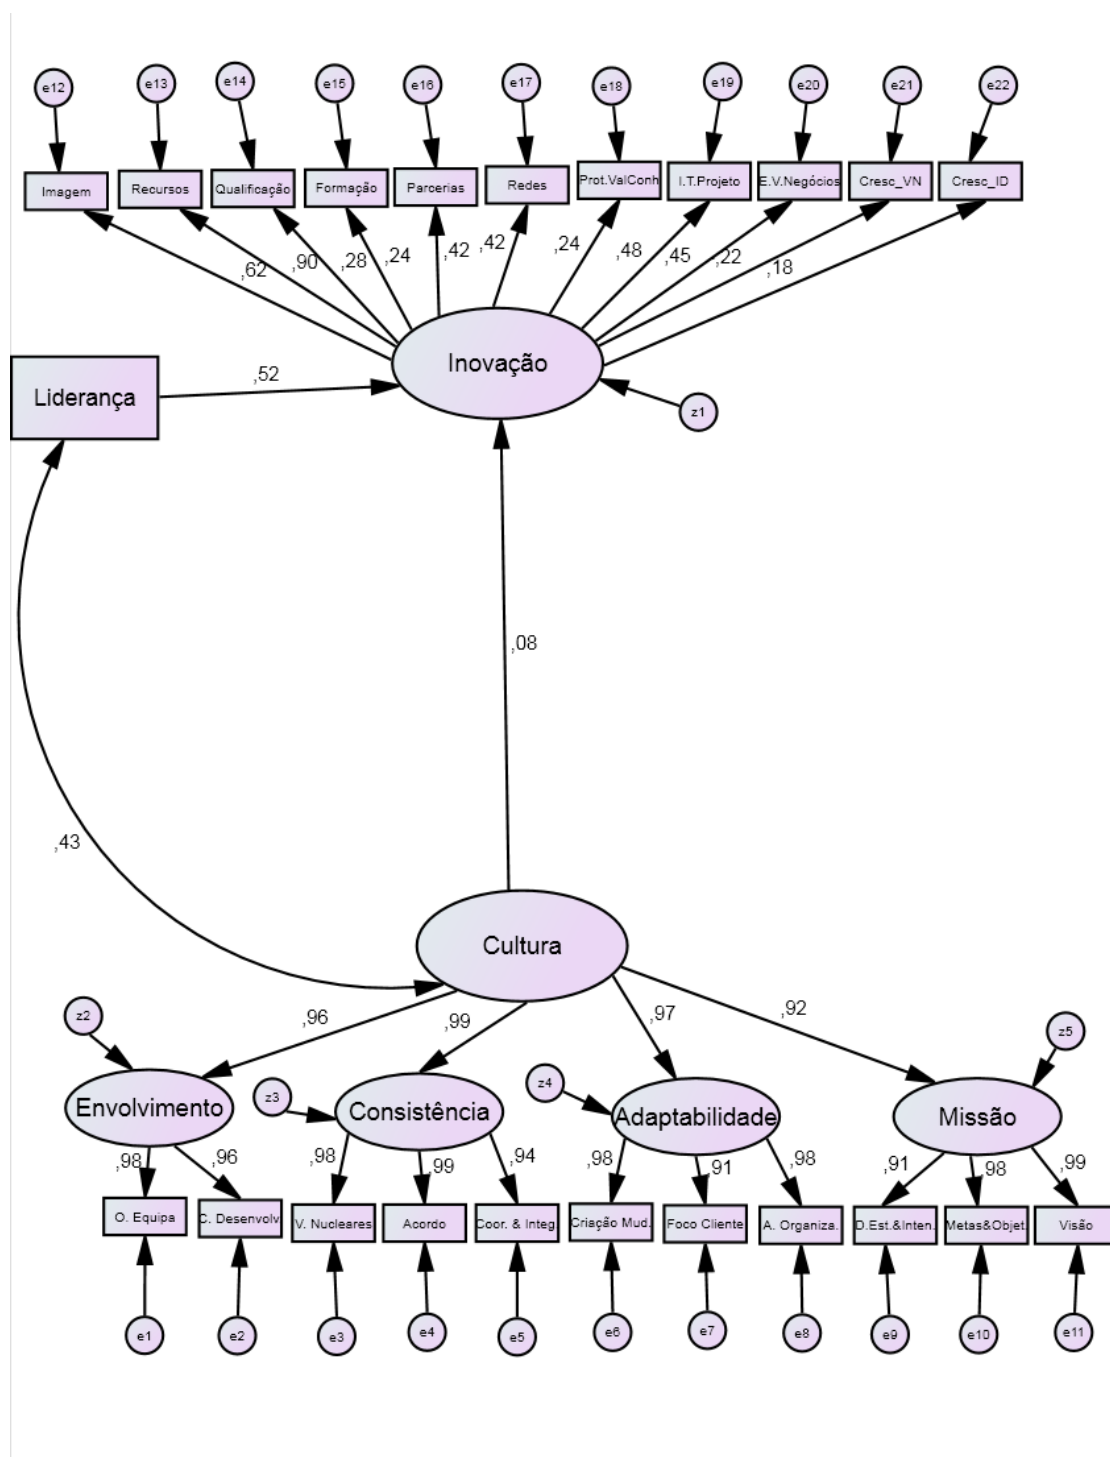 e12
e13
e14
e15
e16
e17
e18
e19
e20
e21
e22
Imagem
Recursos
Qualificação
Formação
Parcerias
Redes
Prot.ValConh
I.T.Projeto
E.V.Negócios
Cresc_VN
Cresc_ID
,62
,90
,28
,24
,42
,42
,24
,48
,45
,22
,18
Inovação
Liderança
,52
z1
,08
,43
Cultura
,96
,99
,97
,92
z2
z3
z4
z5
Envolvimento
Consistência
Adaptabilidade
Missão
,98
,96
,98
,99
,94
,98
,91
,98
,91
,98
,99
O. Equipa
C. Desenvolv.
V. Nucleares
Acordo
Coor. & Integ.
Criação Mud.
Foco Cliente
A. Organiza.
D.Est.&Inten.
Metas&Objet.
Visão
e1
e2
e3
e4
e5
e6
e7
e8
e9
e10
e11